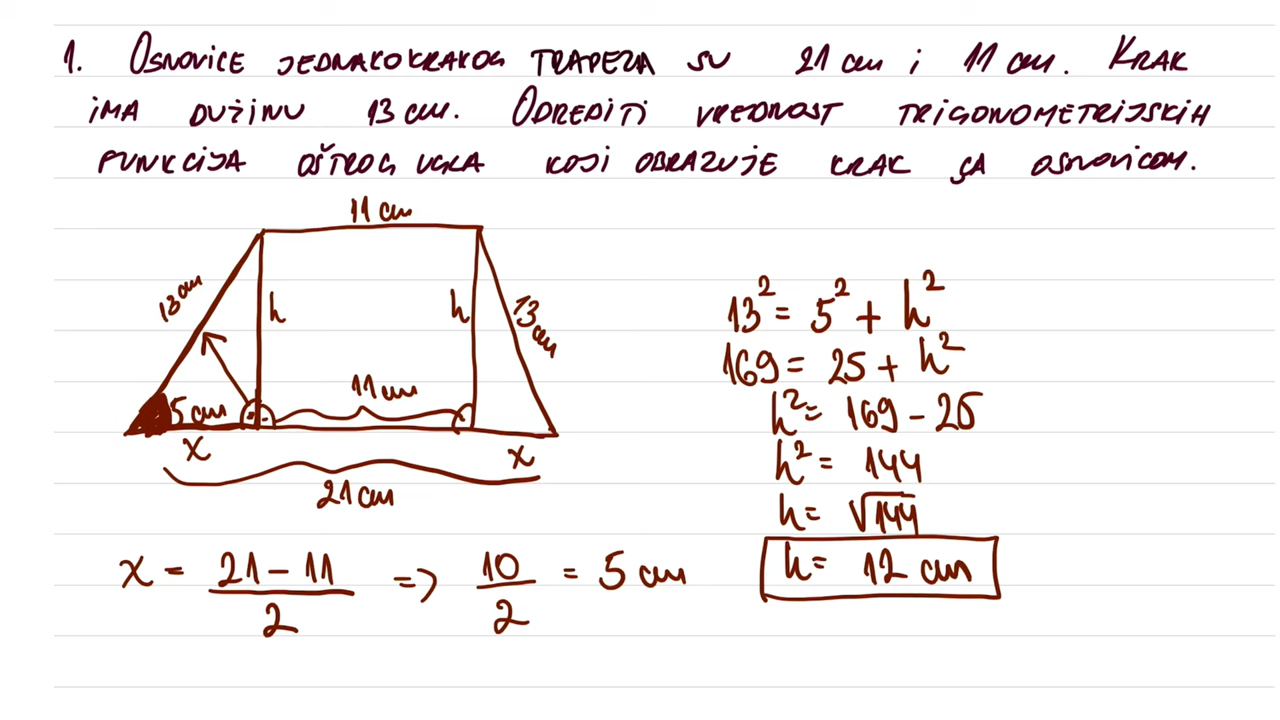 1. OSNOVICE JEDNAKOKRAKOG TRAPEZA SU 21 cm i 11 cm. KRAK
IMA DUŽINU 13 cm. ODREDITI VREDNOST TRIGONOMETRIJSKIH
FUNKCIJA OŠTROG UGLA KOJI OBRAZUJE KRAK SA OSNOVICOM.
11 cm
13 cm
h
h
13 cm
5 cm
11 cm
x
x
21 cm
x = (21 - 11)/2 => 10/2 = 5 cm
13² = 5² + h²
169 = 25 + h²
h² = 169 - 25
h² = 144
h = √144
h = 12 cm